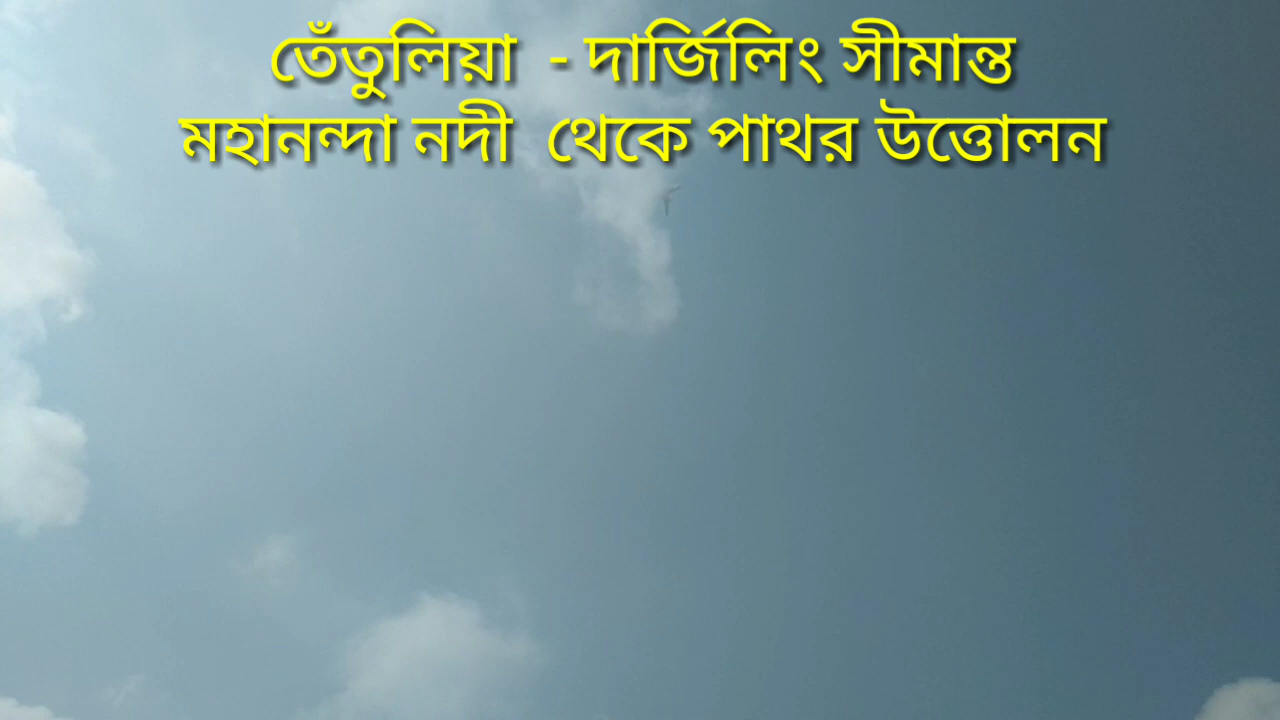 তেঁতুলিয়া - দার্জিলিং সীমান্ত
মহানন্দা নদী থেকে পাথর উত্তোলন